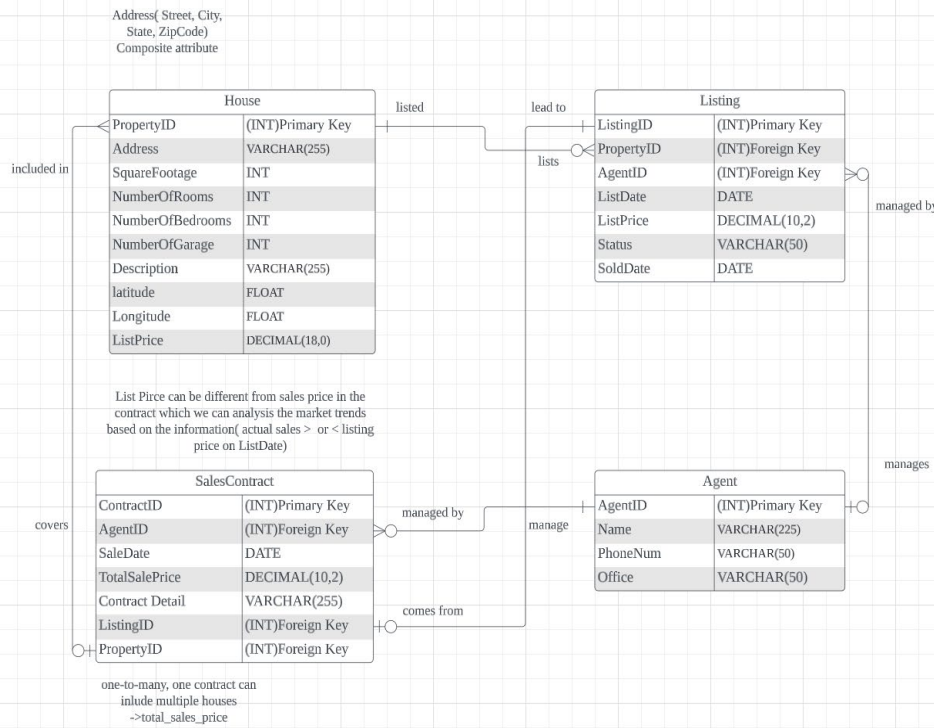 Address( Street, City,
State, ZipCode)
Composite attribute
House
PropertyID (INT)Primary Key
Address VARCHAR(255)
SquareFootage INT
NumberOfRooms INT
NumberOfBedrooms INT
NumberOfGarage INT
Description VARCHAR(255)
latitude FLOAT
Longitude FLOAT
ListPrice DECIMAL(18,0)
listed
lead to
lists
included in
Listing
ListingID (INT)Primary Key
PropertyID (INT)Foreign Key
AgentID (INT)Foreign Key
ListDate DATE
ListPrice DECIMAL(10,2)
Status VARCHAR(50)
SoldDate DATE
managed by
List Pirce can be different from sales price in the
contract which we can analysis the market trends
based on the information( actual sales > or < listing
price on ListDate)
SalesContract
ContractID (INT)Primary Key
AgentID (INT)Foreign Key
SaleDate DATE
TotalSalePrice DECIMAL(10,2)
Contract Detail VARCHAR(255)
ListingID (INT)Foreign Key
PropertyID (INT)Foreign Key
covers
managed by
manage
comes from
manages
Agent
AgentID (INT)Primary Key
Name VARCHAR(225)
PhoneNum VARCHAR(50)
Office VARCHAR(50)
one-to-many, one contract can
inlude multiple houses
->total_sales_price